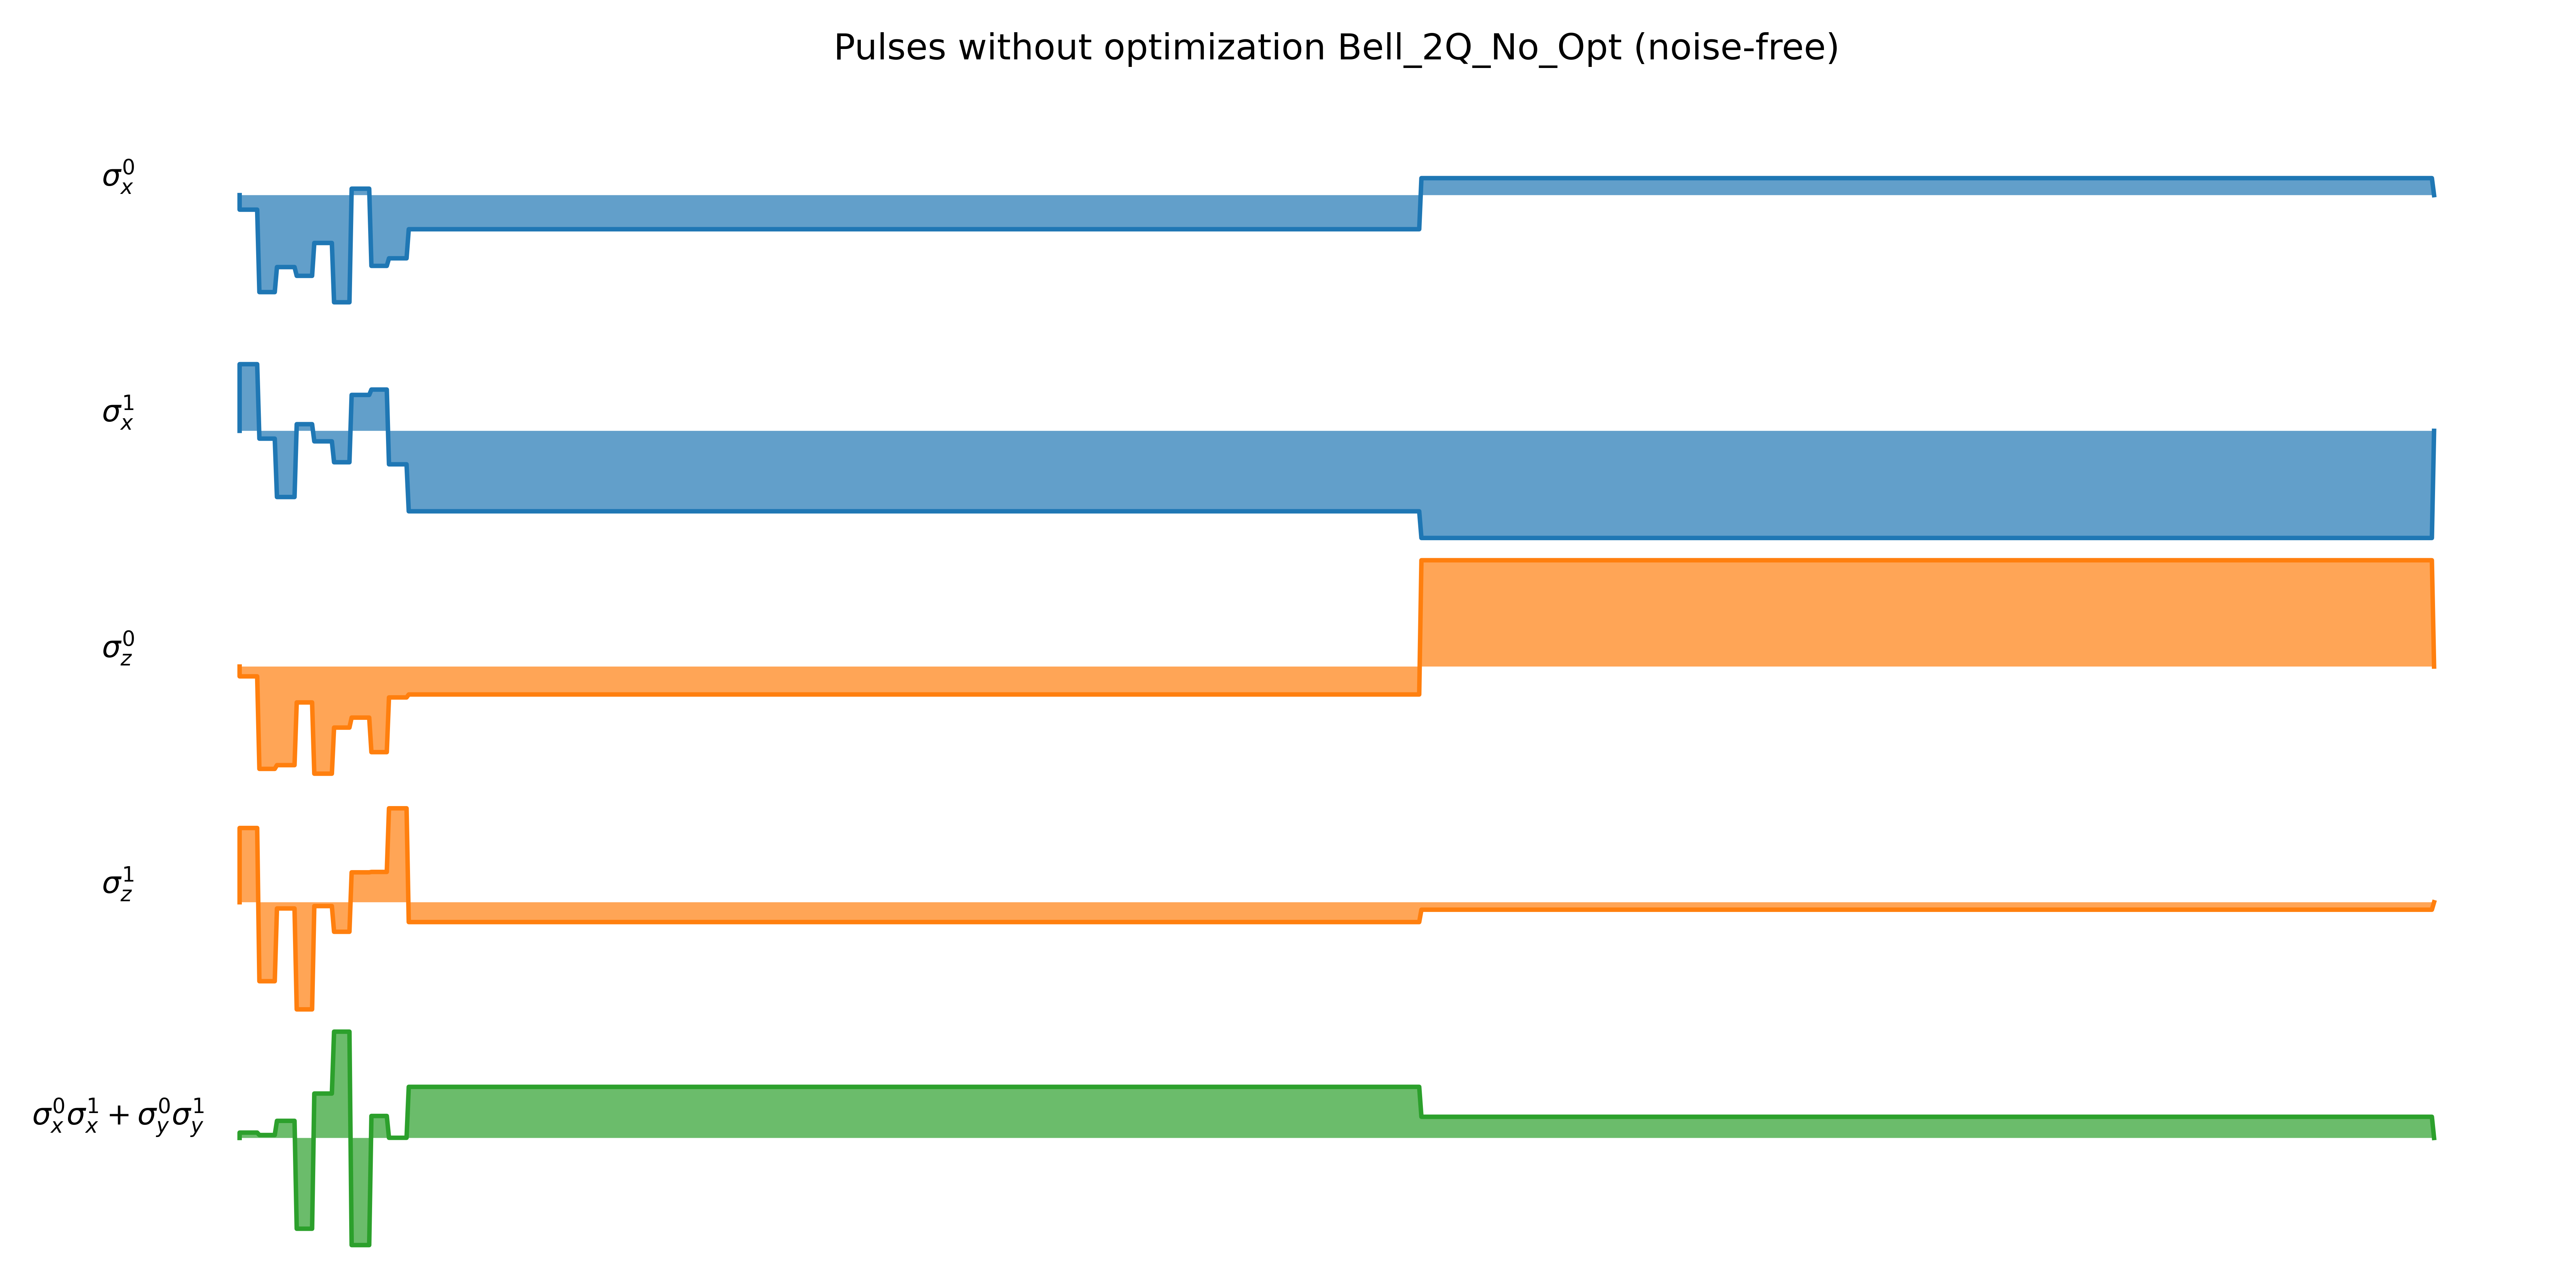 Pulses without optimization Bell_2Q_No_Opt (noise-free)
σ_x^0
σ_x^1
σ_z^0
σ_z^1
σ_x^0σ_x^1 + σ_y^0σ_y^1